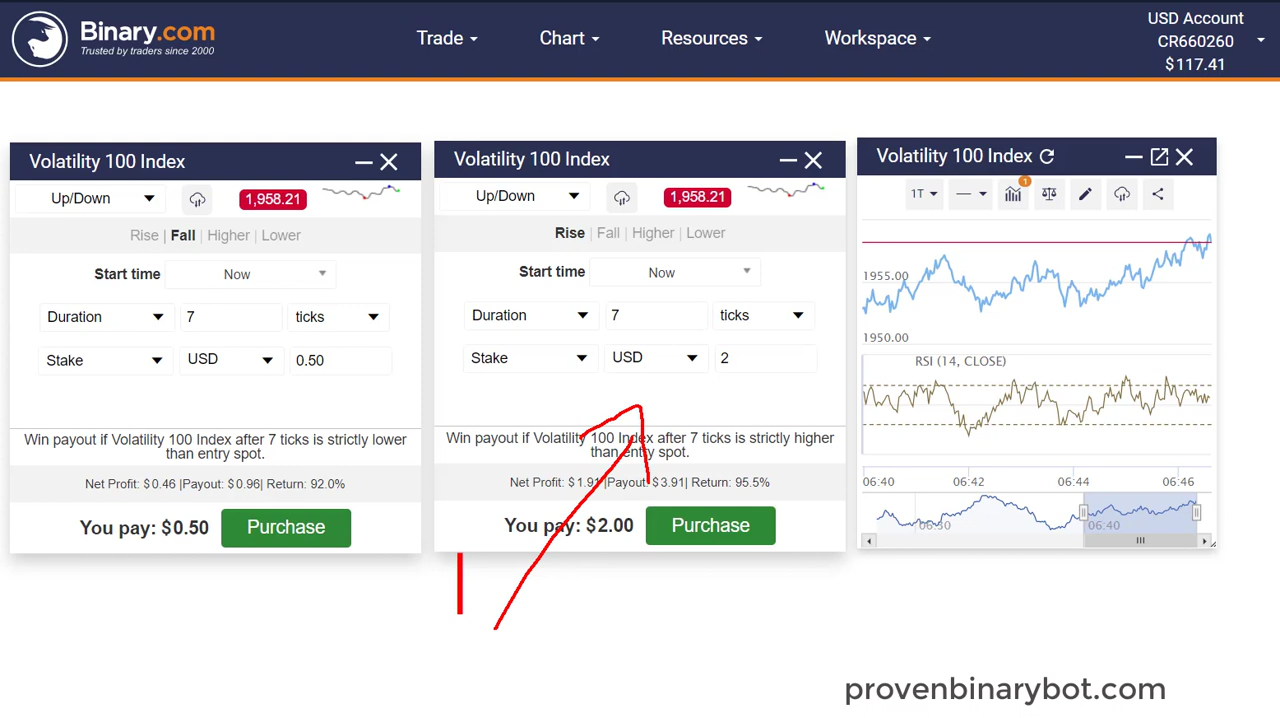 Binary.com
Trusted by traders since 2000
Trade
Chart
Resources
Workspace
USD Account
CR660260
$117.41
Volatility 100 Index
Up/Down
1,958.21
Rise | Fall | Higher | Lower
Start time
Now
Duration
7
ticks
Stake
USD
0.50
Win payout if Volatility 100 Index after 7 ticks is strictly lower
than entry spot.
Net Profit: $0.46 |Payout: $0.96| Return: 92.0%
You pay: $0.50
Purchase
Volatility 100 Index
Up/Down
1,958.21
Rise | Fall | Higher | Lower
Start time
Now
Duration
7
ticks
Stake
USD
2
Win payout if Volatility 100 Index after 7 ticks is strictly higher
than entry spot.
Net Profit: $1.91 |Payout: $3.91| Return: 95.5%
You pay: $2.00
Purchase
Volatility 100 Index
1T
1
1955.00
1950.00
RSI (14, CLOSE)
06:40
06:42
06:44
06:46
06:30
06:40
provenbinarybot.com